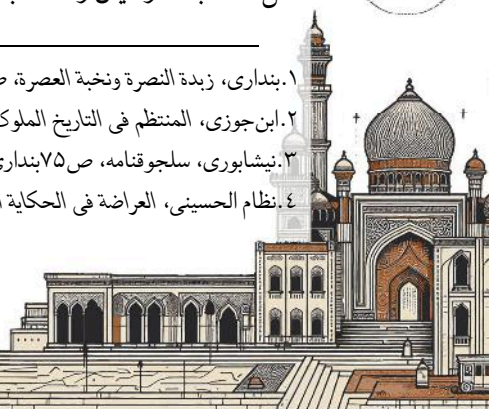 ۱.بنداری، زبدة النصرة ونخبة العصرة،
۲.ابن‌جوزی، المنتظم فی التاریخ الملوک
۳.نیشابوری، سلجوقنامه، ص۷۵بنداری
٤.نظام الحسینی، العراضة فی الحکایة